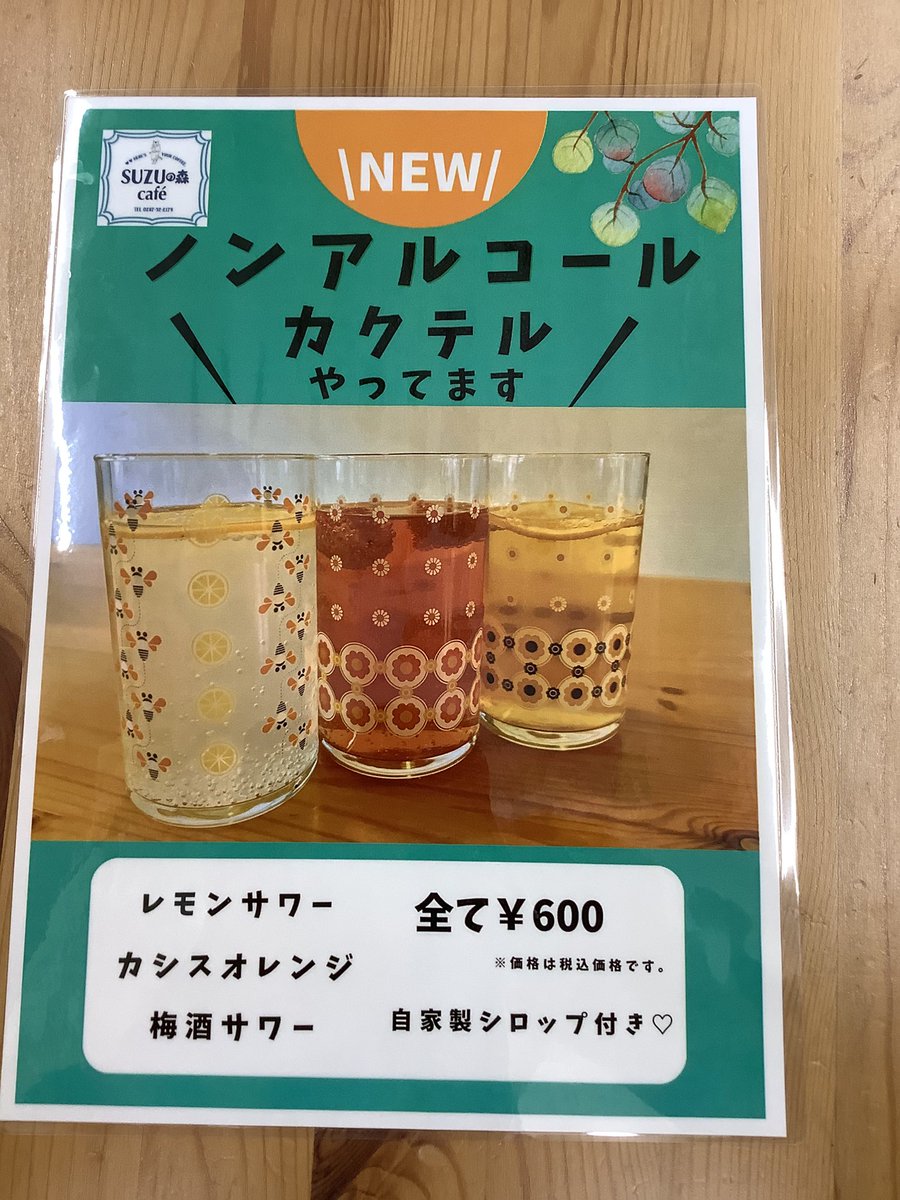 HERE'S YOUR COFFEE
SUZUの森
café
\NEW/
ノンアルコール
カクテル
やってます
レモンサワー
全て¥600
カシスオレンジ
※価格は税込価格です。
梅酒サワー
自家製シロップ付き♡